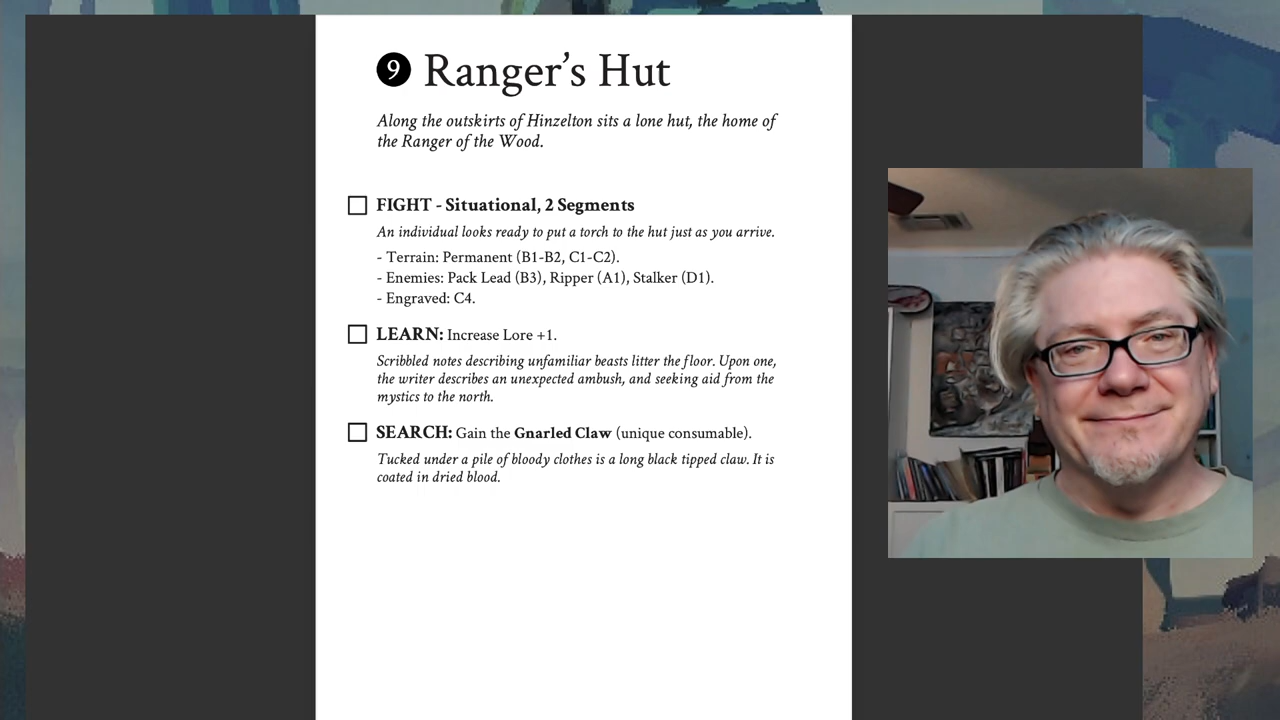 9 Ranger’s Hut
Along the outskirts of Hinzelton sits a lone hut, the home of
the Ranger of the Wood.
FIGHT - Situational, 2 Segments
An individual looks ready to put a torch to the hut just as you arrive.
- Terrain: Permanent (B1-B2, C1-C2).
- Enemies: Pack Lead (B3), Ripper (A1), Stalker (D1).
- Engraved: C4.
LEARN: Increase Lore +1.
Scribbled notes describing unfamiliar beasts litter the floor. Upon one,
the writer describes an unexpected ambush, and seeking aid from the
mystics to the north.
SEARCH: Gain the Gnarled Claw (unique consumable).
Tucked under a pile of bloody clothes is a long black tipped claw. It is
coated in dried blood.